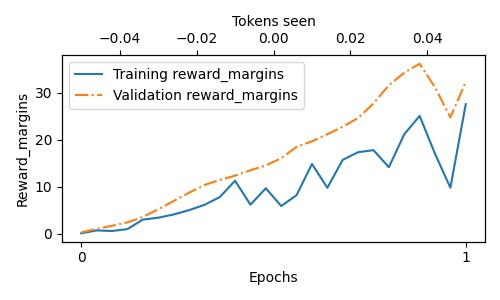 Tokens seen
−0.04 −0.02 0.00 0.02 0.04
Training reward_margins
Validation reward_margins
30
20
10
0
Reward_margins
0 1
Epochs